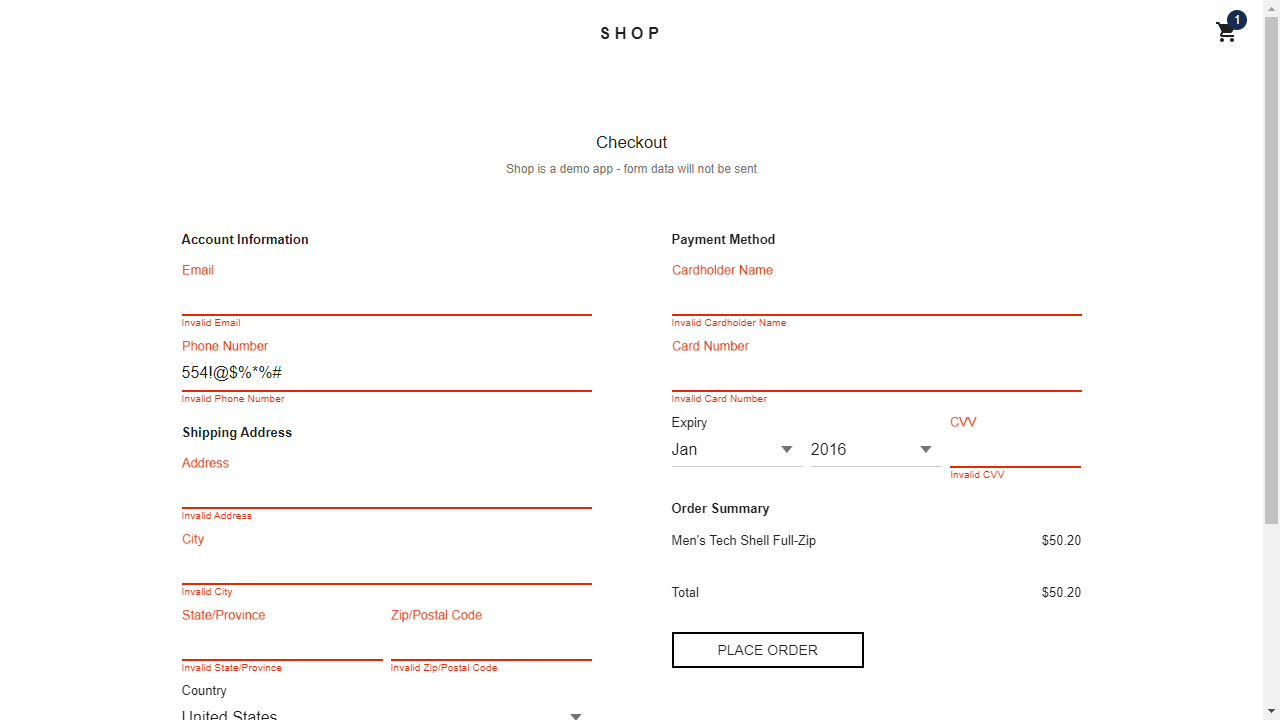 SHOP
1
Checkout
Shop is a demo app - form data will not be sent
Account Information
Email
Invalid Email
Phone Number
554!@$%*%#
Invalid Phone Number
Shipping Address
Address
Invalid Address
City
Invalid City
State/Province Zip/Postal Code
Invalid State/Province Invalid Zip/Postal Code
Country
United States
Payment Method
Cardholder Name
Invalid Cardholder Name
Card Number
Invalid Card Number
Expiry CVV
Jan 2016
Invalid CVV
Order Summary
Men's Tech Shell Full-Zip $50.20
Total $50.20
PLACE ORDER